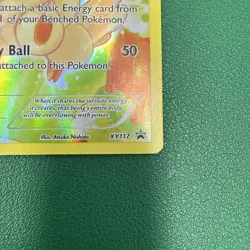 attach a basic Energy card from
of your Benched Pokémon.
y Ball 50
attached to this Pokémon.
When it shares the infinite energy
it creates, that being's entire body
will be overflowing with power.
Illus. Atsuko Nishida XY112